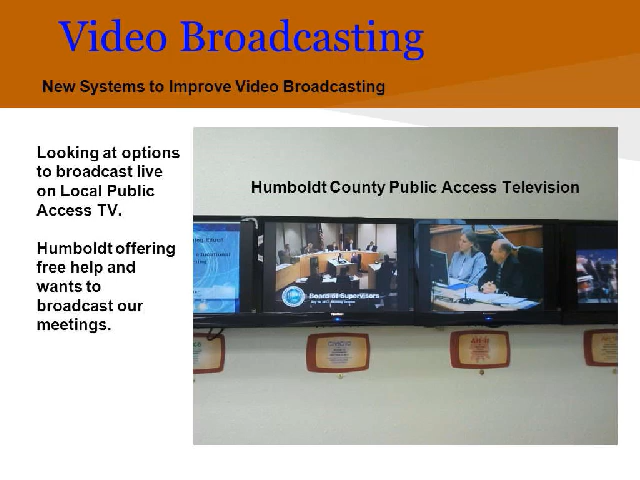 Video Broadcasting
New Systems to Improve Video Broadcasting
Looking at options
to broadcast live
on Local Public
Access TV.
Humboldt offering
free help and
wants to
broadcast our
meetings.
Humboldt County Public Access Television
Board of Supervisors